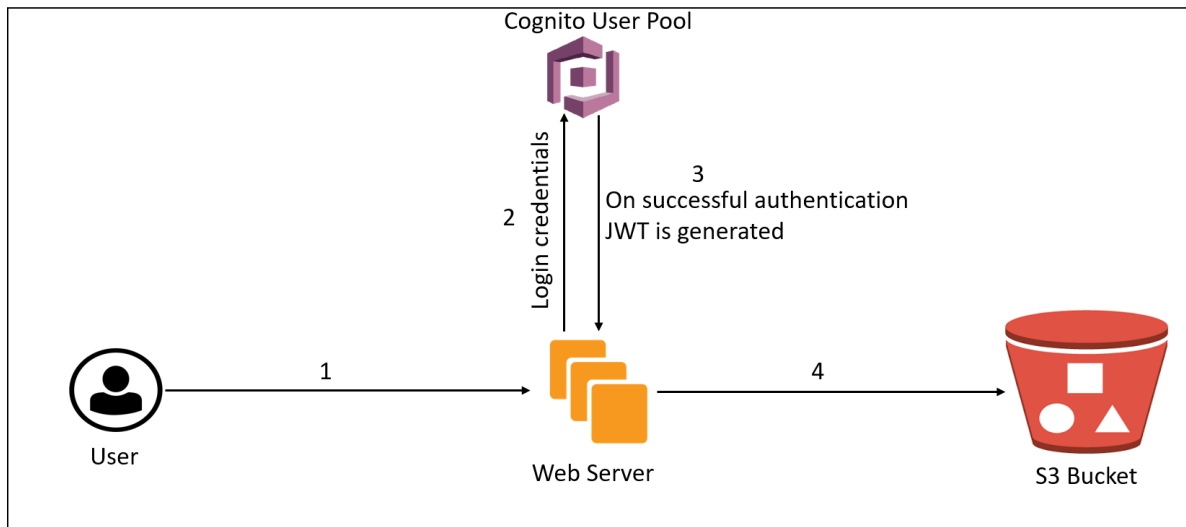 Cognito User Pool
2
Login credentials
3
On successful authentication
JWT is generated
1
4
User
Web Server
S3 Bucket